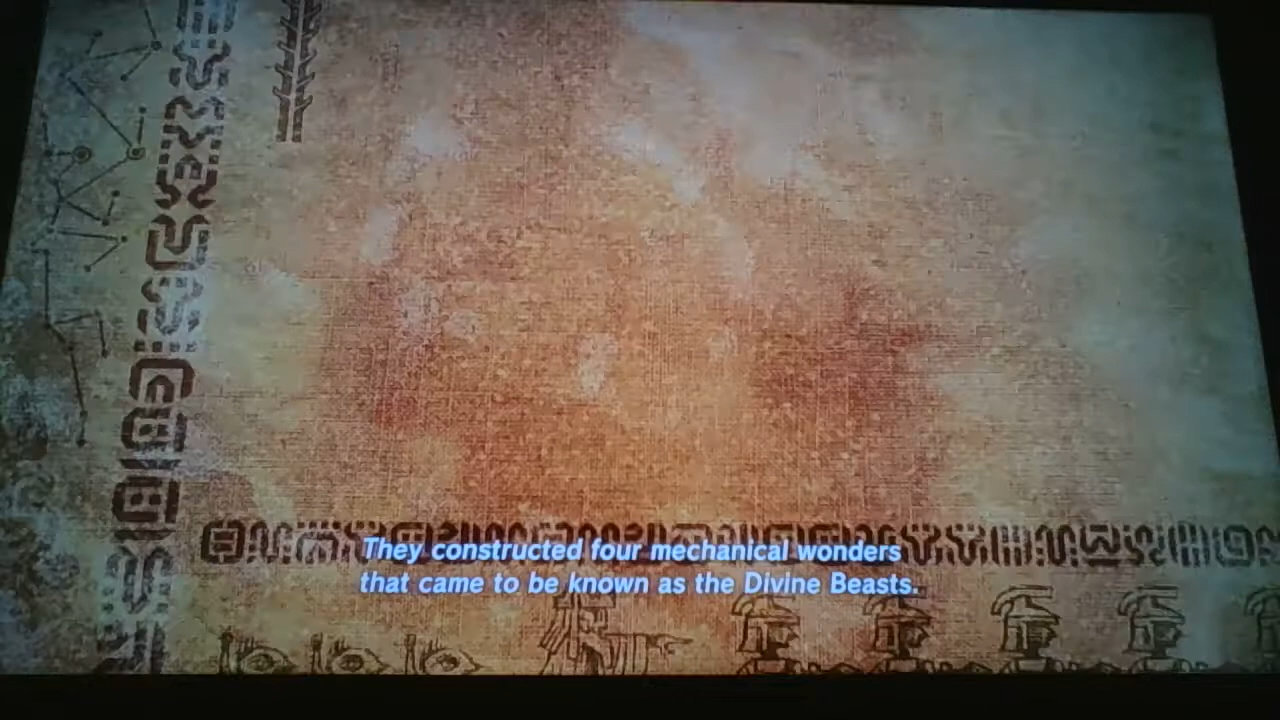 They constructed four mechanical wonders
that came to be known as the Divine Beasts.